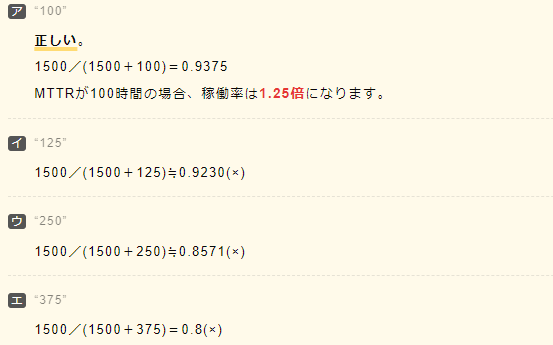 ア “100”
正しい。
1500／(1500＋100)＝0.9375
MTTRが100時間の場合、稼働率は1.25倍になります。
イ “125”
1500／(1500＋125)≒0.9230(×)
ウ “250”
1500／(1500＋250)≒0.8571(×)
エ “375”
1500／(1500＋375)＝0.8(×)